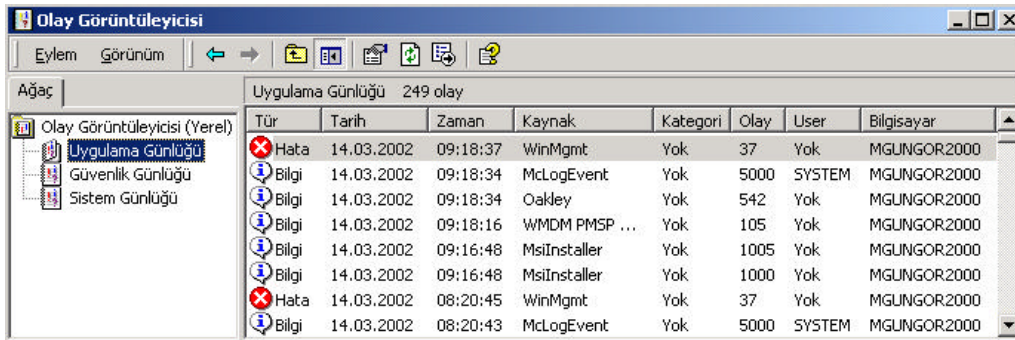 Olay Görüntüleyicisi
Eylem Görünüm
Ağaç
Uygulama Günlüğü 249 olay
Olay Görüntüleyicisi (Yerel)
Uygulama Günlüğü
Güvenlik Günlüğü
Sistem Günlüğü
Tür Tarih Zaman Kaynak Kategori Olay User Bilgisayar
Hata 14.03.2002 09:18:37 WinMgmt Yok 37 Yok MGUNGOR2000
Bilgi 14.03.2002 09:18:34 McLogEvent Yok 5000 SYSTEM MGUNGOR2000
Bilgi 14.03.2002 09:18:34 Oakley Yok 542 Yok MGUNGOR2000
Bilgi 14.03.2002 09:18:16 WMDM PMSP ... Yok 105 Yok MGUNGOR2000
Bilgi 14.03.2002 09:16:48 MsiInstaller Yok 1005 Yok MGUNGOR2000
Bilgi 14.03.2002 09:16:48 MsiInstaller Yok 1000 Yok MGUNGOR2000
Hata 14.03.2002 08:20:45 WinMgmt Yok 37 Yok MGUNGOR2000
Bilgi 14.03.2002 08:20:43 McLogEvent Yok 5000 SYSTEM MGUNGOR2000